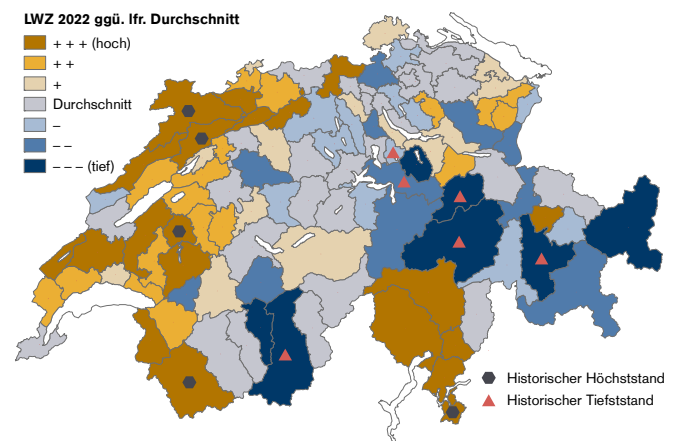 LWZ 2022 ggü. lfr. Durchschnitt
+ + + (hoch)
+ +
+
Durchschnitt
–
– –
– – – (tief)
Historischer Höchststand
Historischer Tiefststand